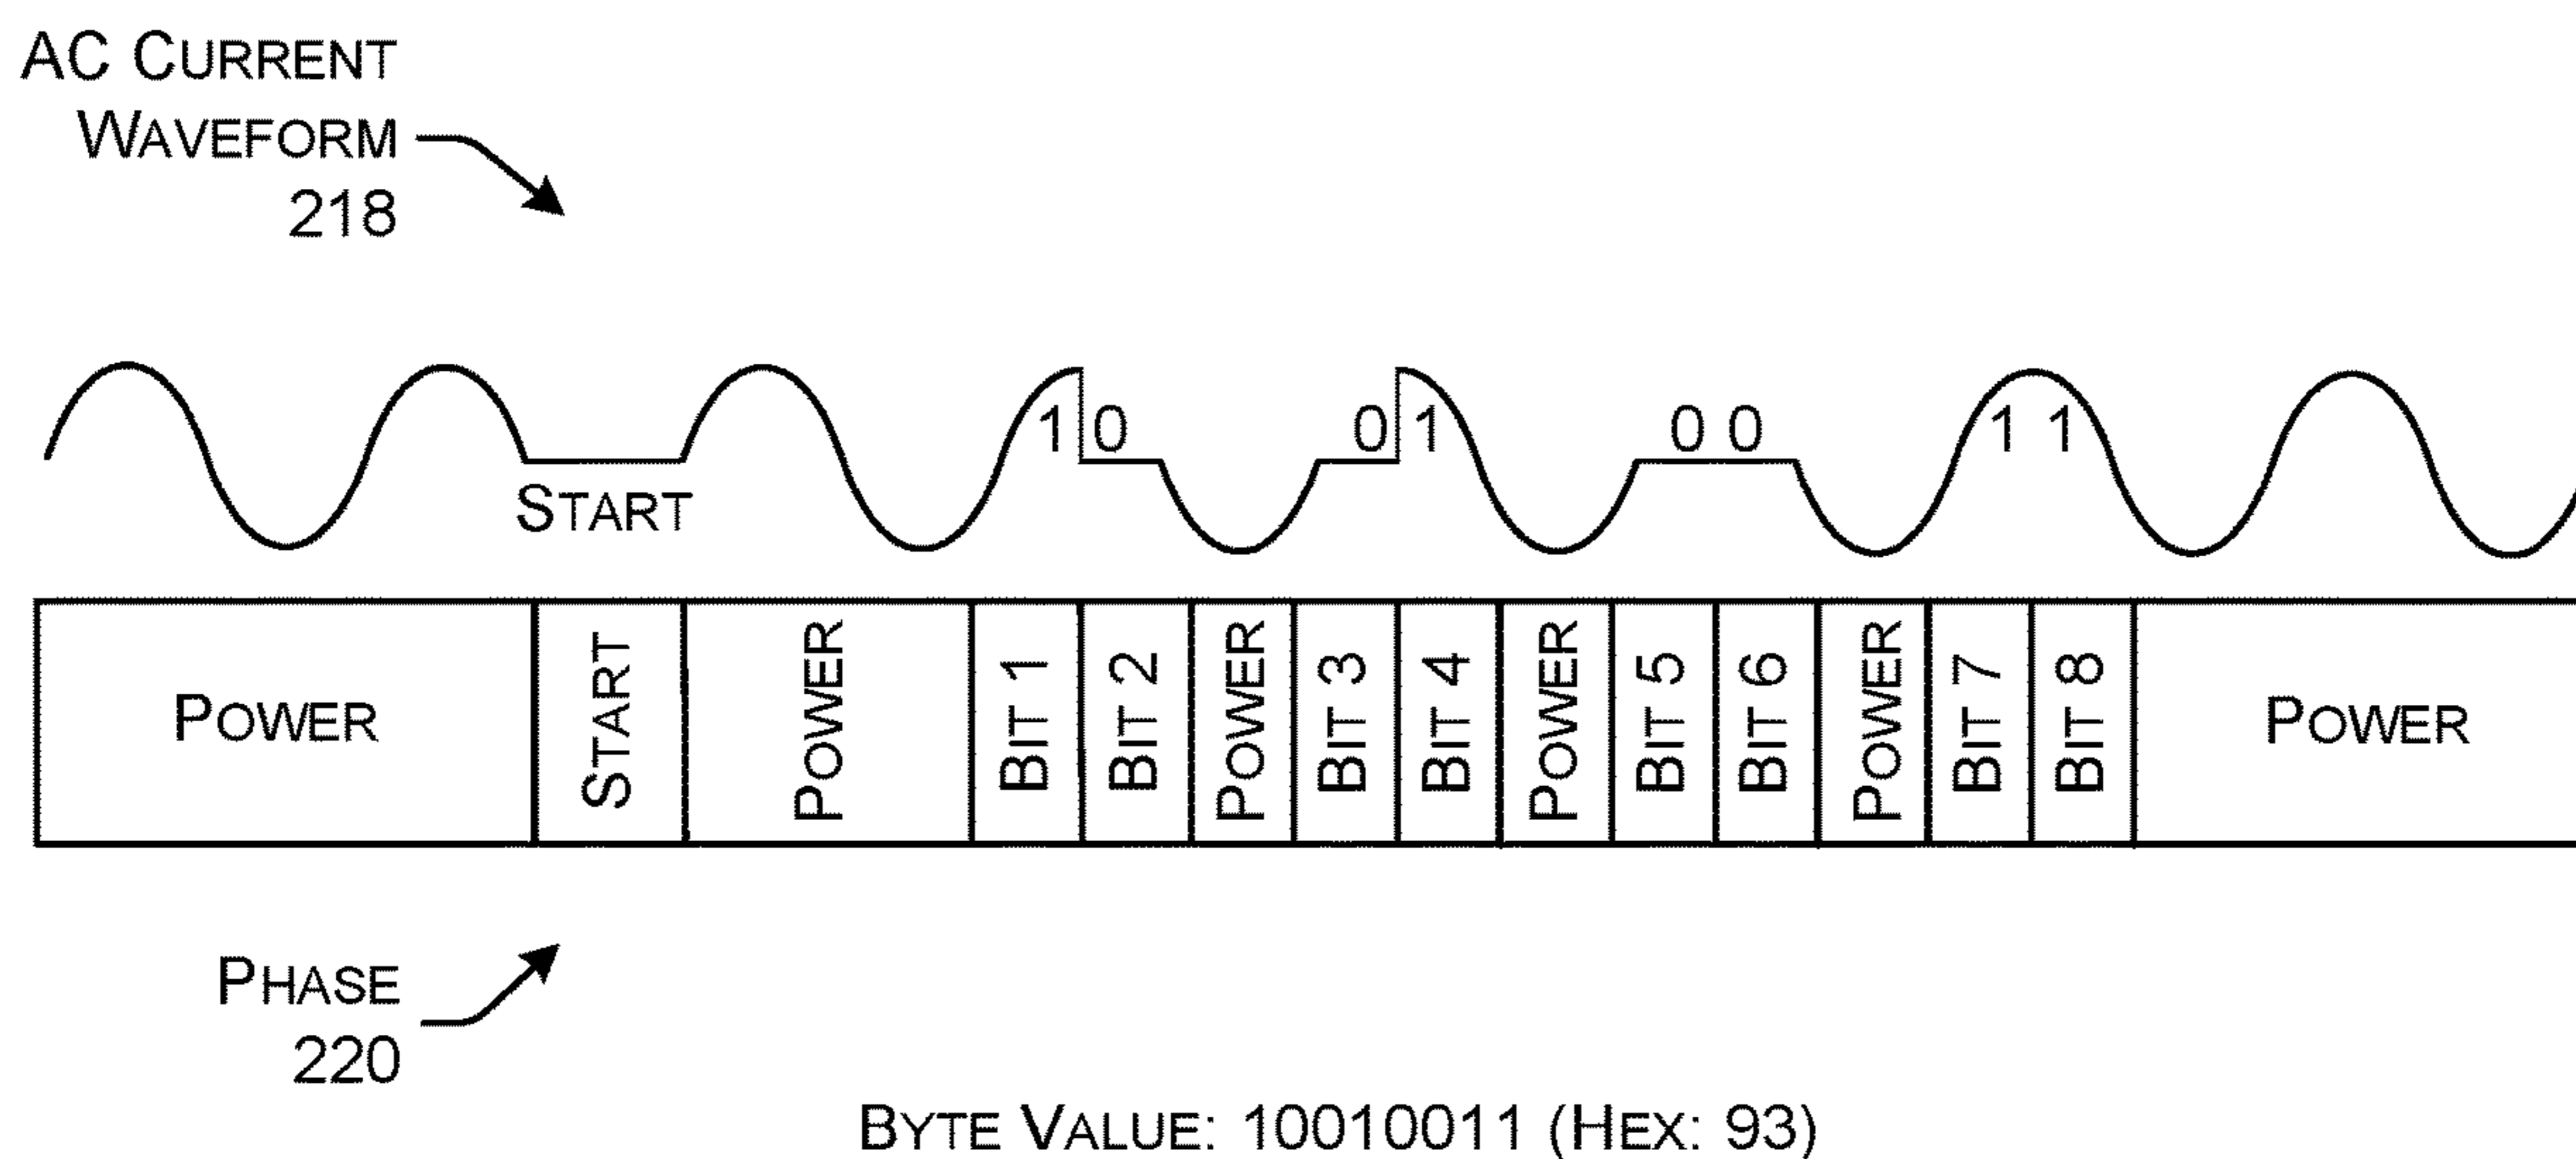 AC CURRENT
WAVEFORM
218
1 0 0 1 0 0 1 1
START
POWER START POWER BIT 1 BIT 2 POWER BIT 3 BIT 4 POWER BIT 5 BIT 6 POWER BIT 7 BIT 8 POWER
PHASE
220
BYTE VALUE: 10010011 (HEX: 93)